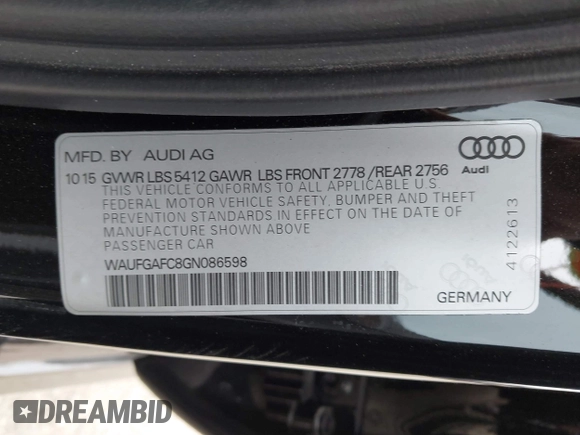 MFD. BY AUDI AG
Audi
10 15 GVWR LBS 5412 GAWR LBS FRONT 2778 /REAR 2756
THIS VEHICLE CONFORMS TO ALL APPLICABLE U.S
FEDERAL MOTOR VEHICLE SAFETY. BUMPER AND THEFT
PREVENTION STANDARDS IN EFFECT ON THE DATE OF
MANUFACTURE SHOWN ABOVE
PASSENGER CAR
4122613
WAUFGAFC8GN086598
GERMANY
DREAMBID